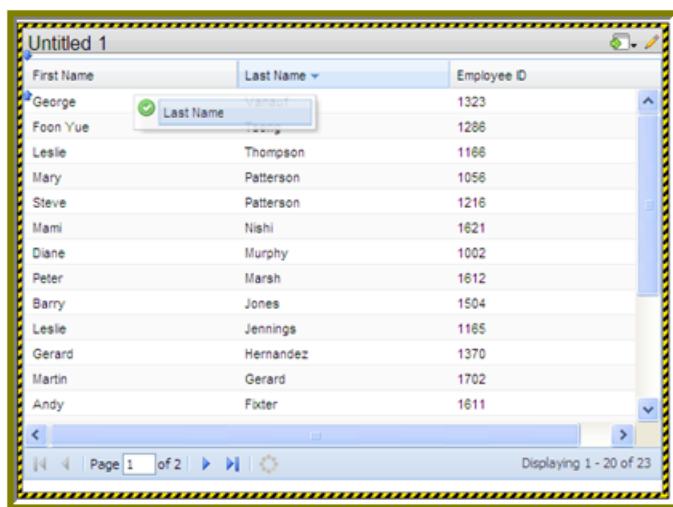 Untitled 1
First Name Last Name Employee ID
George 1323
Last Name
Foon Yue 1286
Leslie Thompson 1166
Mary Patterson 1056
Steve Patterson 1216
Mami Nishi 1621
Diane Murphy 1002
Peter Marsh 1612
Barry Jones 1504
Leslie Jennings 1165
Gerard Hernandez 1370
Martin Gerard 1702
Andy Fixter 1611
Page 1 of 2 Displaying 1 - 20 of 23